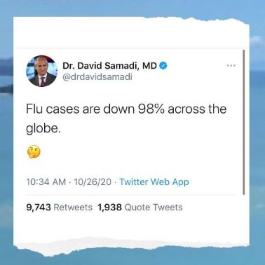 Dr. David Samadi, MD
@drdavidsamadi
Flu cases are down 98% across the
globe.
10:34 AM · 10/26/20 · Twitter Web App
9,743 Retweets 1,938 Quote Tweets